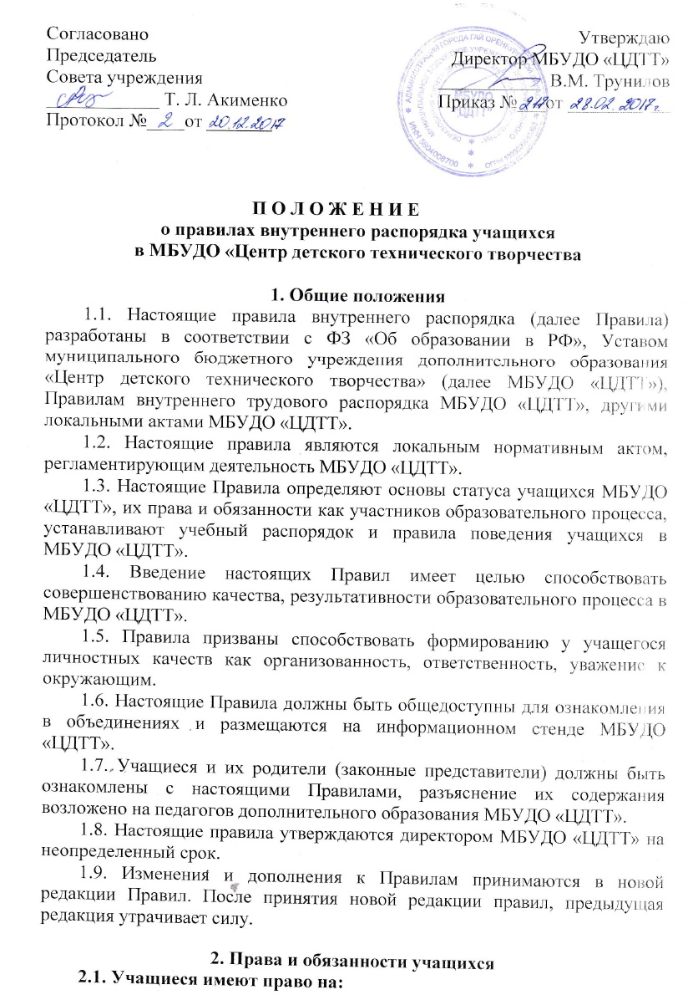 Согласовано
Председатель
Совета учреждения
____________ Т. Л. Акименко
Протокол № 2 от 20.12.2017
Утверждаю
Директор МБУДО «ЦДТТ»
____________ В.М. Трунилов
Приказ № от 28.02.2017г.
МБУДО
ЦДТТ
АДМИНИСТРАЦИЯ ГОРОДА ГАЙ
ИНН 5604008700
П О Л О Ж Е Н И Е
о правилах внутреннего распорядка учащихся
в МБУДО «Центр детского технического творчества
1. Общие положения
1.1. Настоящие правила внутреннего распорядка (далее Правила)
разработаны в соответствии с ФЗ «Об образовании в РФ», Уставом
муниципального бюджетного учреждения дополнительного образования
«Центр детского технического творчества» (далее МБУДО «ЦДТТ»),
Правилам внутреннего трудового распорядка МБУДО «ЦДТТ», другими
локальными актами МБУДО «ЦДТТ».
1.2. Настоящие правила являются локальным нормативным актом,
регламентирующим деятельность МБУДО «ЦДТТ».
1.3. Настоящие Правила определяют основы статуса учащихся МБУДО
«ЦДТТ», их права и обязанности как участников образовательного процесса,
устанавливают учебный распорядок и правила поведения учащихся в
МБУДО «ЦДТТ».
1.4. Введение настоящих Правил имеет целью способствовать
совершенствованию качества, результативности образовательного процесса в
МБУДО «ЦДТТ».
1.5. Правила призваны способствовать формированию у учащегося
личностных качеств как организованность, ответственность, уважение к
окружающим.
1.6. Настоящие Правила должны быть общедоступны для ознакомления
в объединениях и размещаются на информационном стенде МБУДО
«ЦДТТ».
1.7. Учащиеся и их родители (законные представители) должны быть
ознакомлены с настоящими Правилами, разъяснение их содержания
возложено на педагогов дополнительного образования МБУДО «ЦДТТ».
1.8. Настоящие правила утверждаются директором МБУДО «ЦДТТ» на
неопределенный срок.
1.9. Изменения и дополнения к Правилам принимаются в новой
редакции Правил. После принятия новой редакции правил, предыдущая
редакция утрачивает силу.
2. Права и обязанности учащихся
2.1. Учащиеся имеют право на: